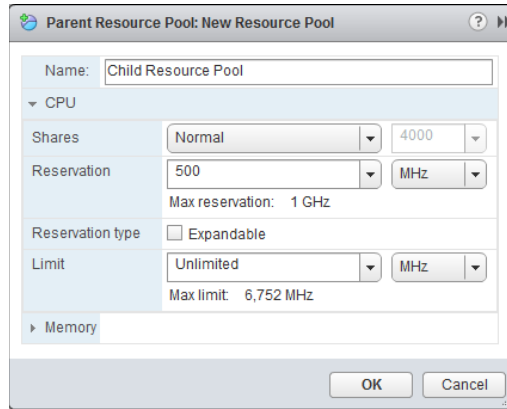 Parent Resource Pool: New Resource Pool ?
Name: Child Resource Pool
CPU
Shares Normal 4000
Reservation 500 MHz
Max reservation: 1 GHz
Reservation type Expandable
Limit Unlimited MHz
Max limit: 6,752 MHz
Memory
OK Cancel